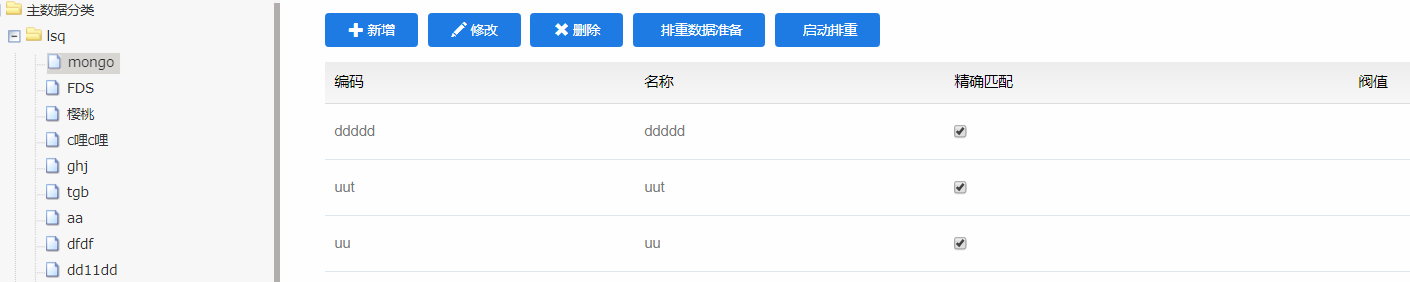 主数据分类
lsq
mongo
FDS
樱桃
c哩c哩
ghj
tgb
aa
dfdf
dd11dd
新增 修改 删除 排重数据准备 启动排重
编码 名称 精确匹配 阀值
ddddd ddddd
uut uut
uu uu